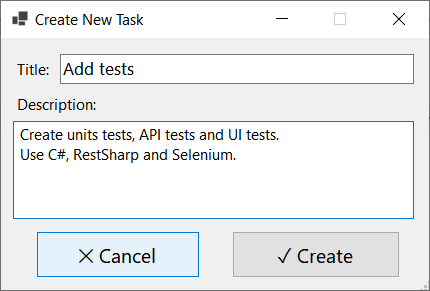 Create New Task
Title: Add tests
Description:
Create units tests, API tests and UI tests.
Use C#, RestSharp and Selenium.
✕ Cancel ✓ Create